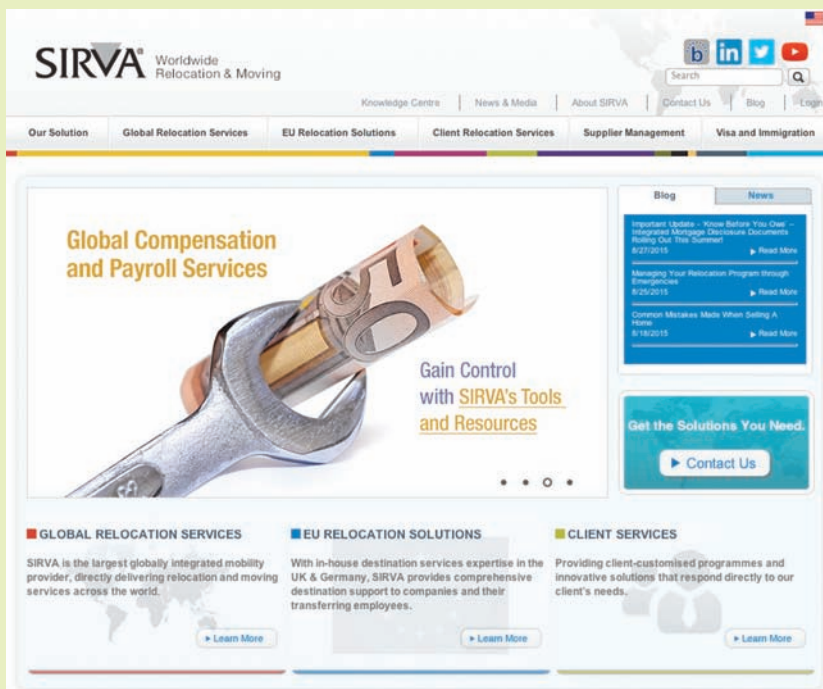 SIRVA® Worldwide
Relocation & Moving
b in
Search
Knowledge Centre | News & Media | About SIRVA | Contact Us | Blog | Login
Our Solution Global Relocation Services EU Relocation Solutions Client Relocation Services Supplier Management Visa and Immigration
Global Compensation
and Payroll Services
50
Gain Control
with SIRVA's Tools
and Resources
Blog News
Important Update - 'Know Before You Owe' –
Integrated Mortgage Disclosure Documents
Rolling Out This Summer!
8/27/2015 Read More
Managing Your Relocation Program through
Emergencies
8/25/2015 Read More
Common Mistakes Made When Selling A
Home
8/18/2015 Read More
Get the Solutions You Need.
Contact Us
GLOBAL RELOCATION SERVICES
SIRVA is the largest globally integrated mobility
provider, directly delivering relocation and moving
services across the world.
Learn More
EU RELOCATION SOLUTIONS
With in-house destination services expertise in the
UK & Germany, SIRVA provides comprehensive
destination support to companies and their
transferring employees.
Learn More
CLIENT SERVICES
Providing client-customised programmes and
innovative solutions that respond directly to our
client's needs.
Learn More